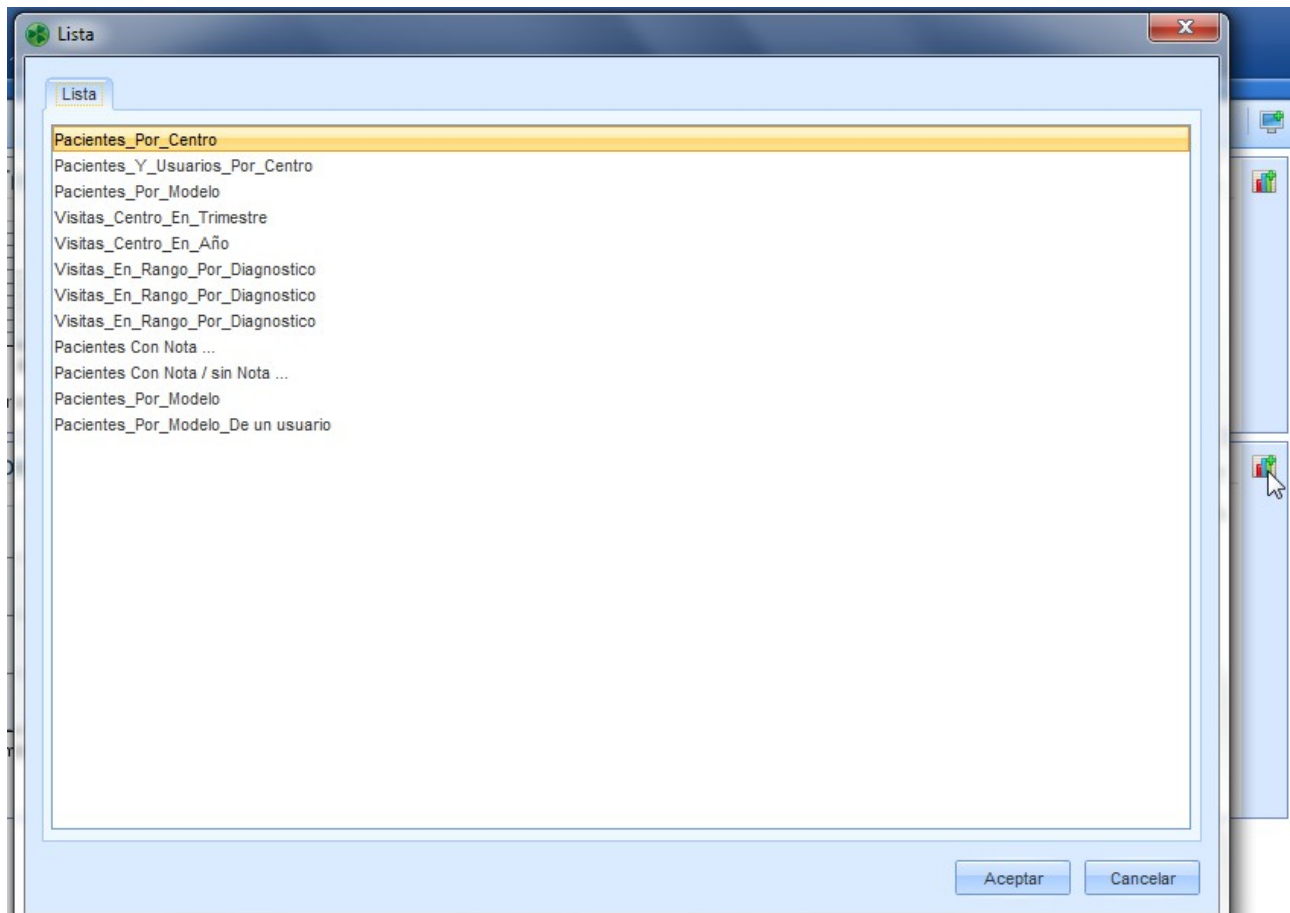 Lista
Lista
Pacientes_Por_Centro
Pacientes_Y_Usuarios_Por_Centro
Pacientes_Por_Modelo
Visitas_Centro_En_Trimestre
Visitas_Centro_En_Año
Visitas_En_Rango_Por_Diagnostico
Visitas_En_Rango_Por_Diagnostico
Visitas_En_Rango_Por_Diagnostico
Pacientes Con Nota ...
Pacientes Con Nota / sin Nota ...
Pacientes_Por_Modelo
Pacientes_Por_Modelo_De un usuario
Aceptar Cancelar